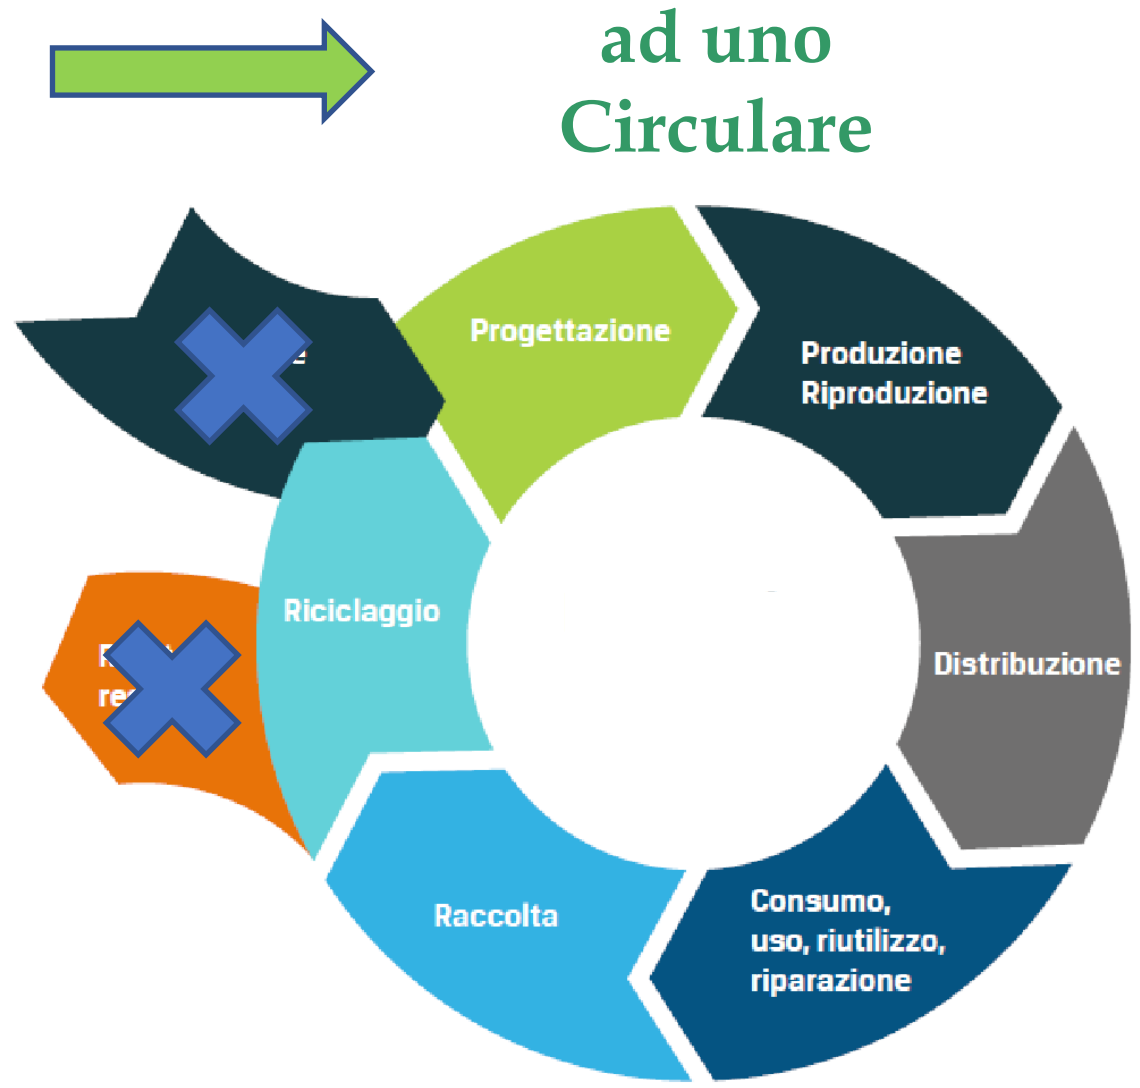 ad uno
Circulare
Progettazione
Produzione
Riproduzione
Riciclaggio
Distribuzione
Raccolta
Consumo,
uso, riutilizzo,
riparazione